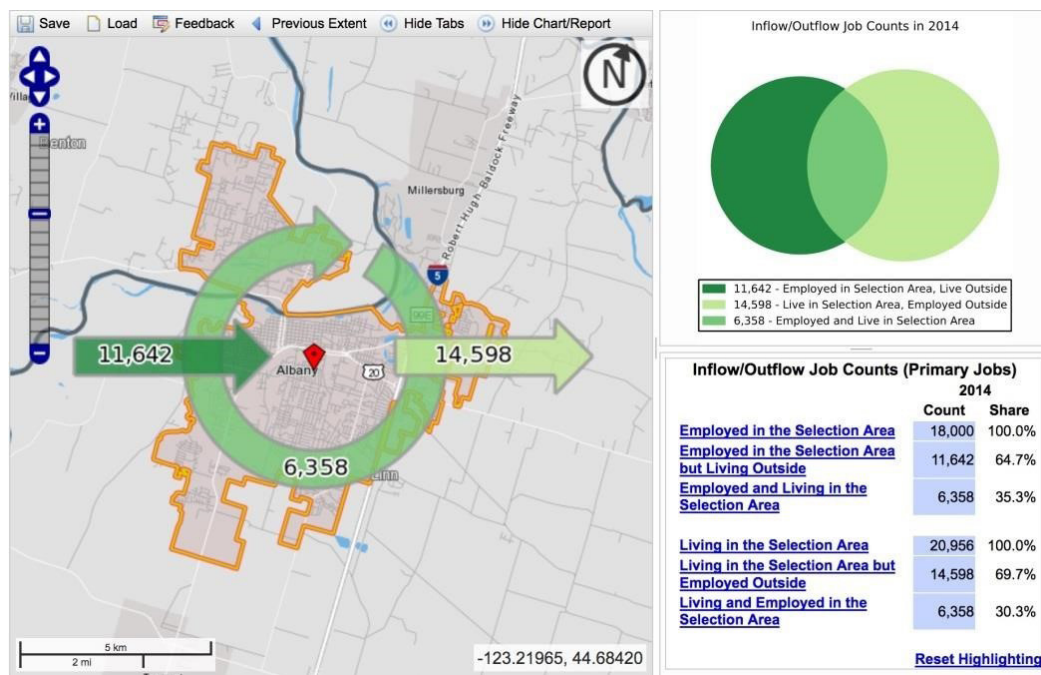 Save
Load
Feedback
Previous Extent
Hide Tabs
Hide Chart/Report
N
Benton
Millersburg
Robert Hugh Baldock Freeway
5
99E
11,642
14,598
Albany
20
6,358
Linn
5 km
2 mi
-123.21965, 44.68420
Inflow/Outflow Job Counts in 2014
11,642 - Employed in Selection Area, Live Outside
14,598 - Live in Selection Area, Employed Outside
6,358 - Employed and Live in Selection Area
Inflow/Outflow Job Counts (Primary Jobs)
2014
Count Share
Employed in the Selection Area 18,000 100.0%
Employed in the Selection Area
but Living Outside 11,642 64.7%
Employed and Living in the
Selection Area 6,358 35.3%
Living in the Selection Area 20,956 100.0%
Living in the Selection Area but
Employed Outside 14,598 69.7%
Living and Employed in the
Selection Area 6,358 30.3%
Reset Highlighting